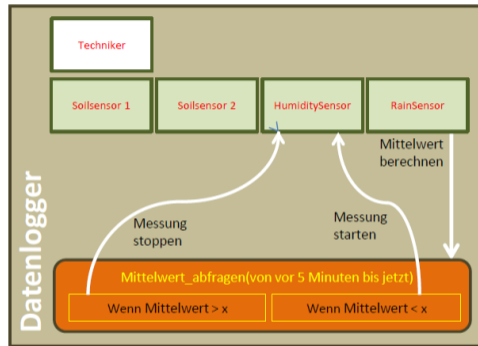 Techniker
Soilsensor 1
Soilsensor 2
HumiditySensor
RainSensor
Mittelwert
berechnen
Messung
stoppen
Messung
starten
Datenlogger
Mittelwert_abfragen(von vor 5 Minuten bis jetzt)
Wenn Mittelwert > x
Wenn Mittelwert < x